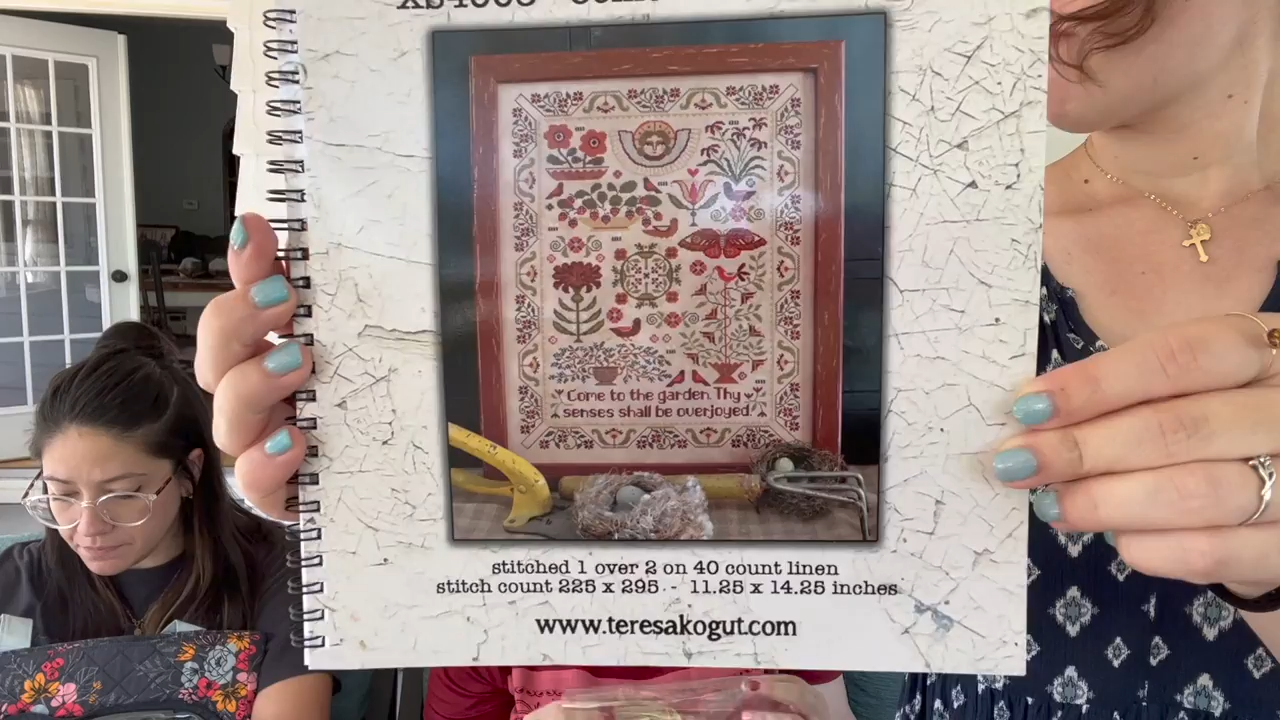 Come to the garden. Thy
senses shall be overjoyed.
stitched 1 over 2 on 40 count linen
stitch count 225 x 295 - 11.25 x 14.25 inches
www.teresakogut.com